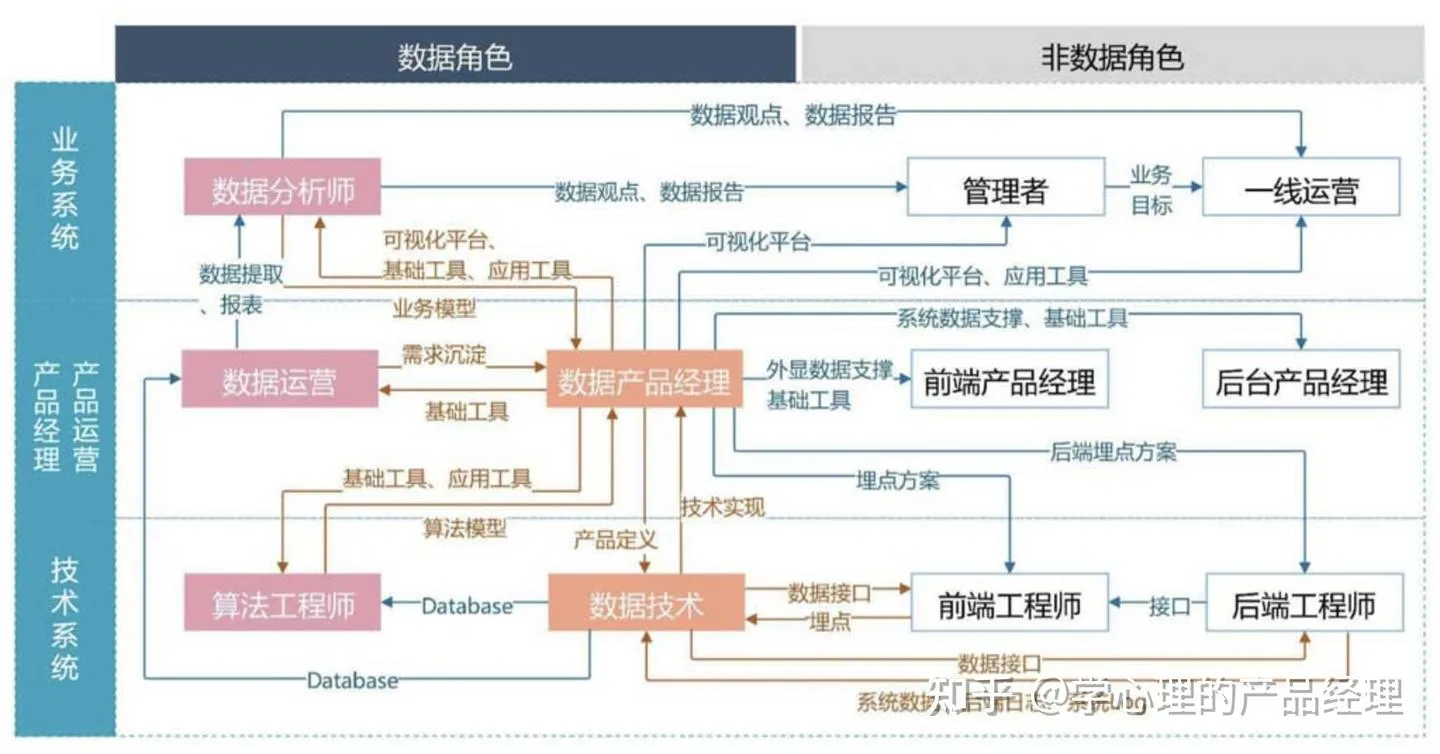 数据角色
非数据角色
业务系统
数据观点、数据报告
数据分析师
数据观点、数据报告
管理者
业务
目标
一线运营
可视化平台、
基础工具、应用工具
可视化平台
可视化平台、应用工具
数据提取
、报表
业务模型
系统数据支撑、基础工具
产品经理
产品运营
数据运营
需求沉淀
基础工具
数据产品经理
外显数据支撑
基础工具
前端产品经理
后台产品经理
后端埋点方案
基础工具、应用工具
埋点方案
算法模型
技术实现
产品定义
技术系统
算法工程师
Database
数据技术
数据接口
埋点
前端工程师
接口
后端工程师
数据接口
Database
系统数据、后端日志、系统Log
知乎 @学心理的产品经理